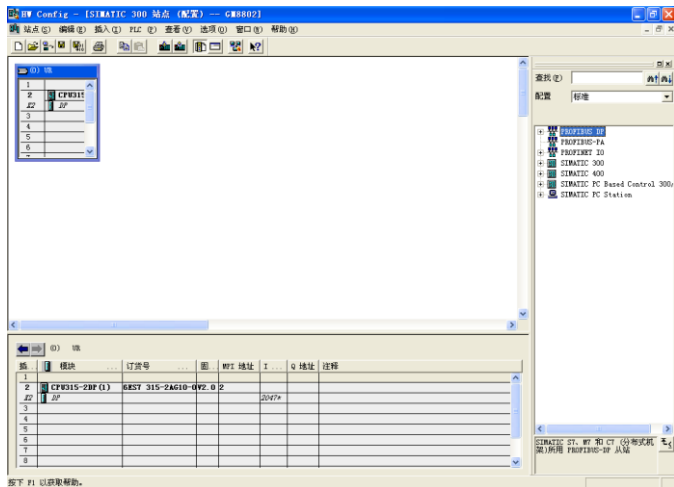 HW Config - [SIMATIC 300 站点 (配置) -- GM8802]
站点(S) 编辑(E) 插入(I) PLC (P) 查看(V) 选项(O) 窗口(W) 帮助(H)
(0) UR
1
2 CPU315
X2 DP
3
4
5
6
查找(F)
配置 标准
PROFIBUS DP
PROFIBUS-PA
PROFINET IO
SIMATIC 300
SIMATIC 400
SIMATIC PC Based Control 300/
SIMATIC PC Station
(0) UR
插... 模块 ... 订货号 ... 固... MPI 地址 I ... Q 地址 注释
1
2 CPU315-2DP(1) 6ES7 315-2AG10-0 V2.0 2
X2 DP 2047*
3
4
5
6
7
8
SIMATIC S7、M7 和 C7 (分布式机架)所用 PROFIBUS-DP 从站
按下 F1 以获取帮助。